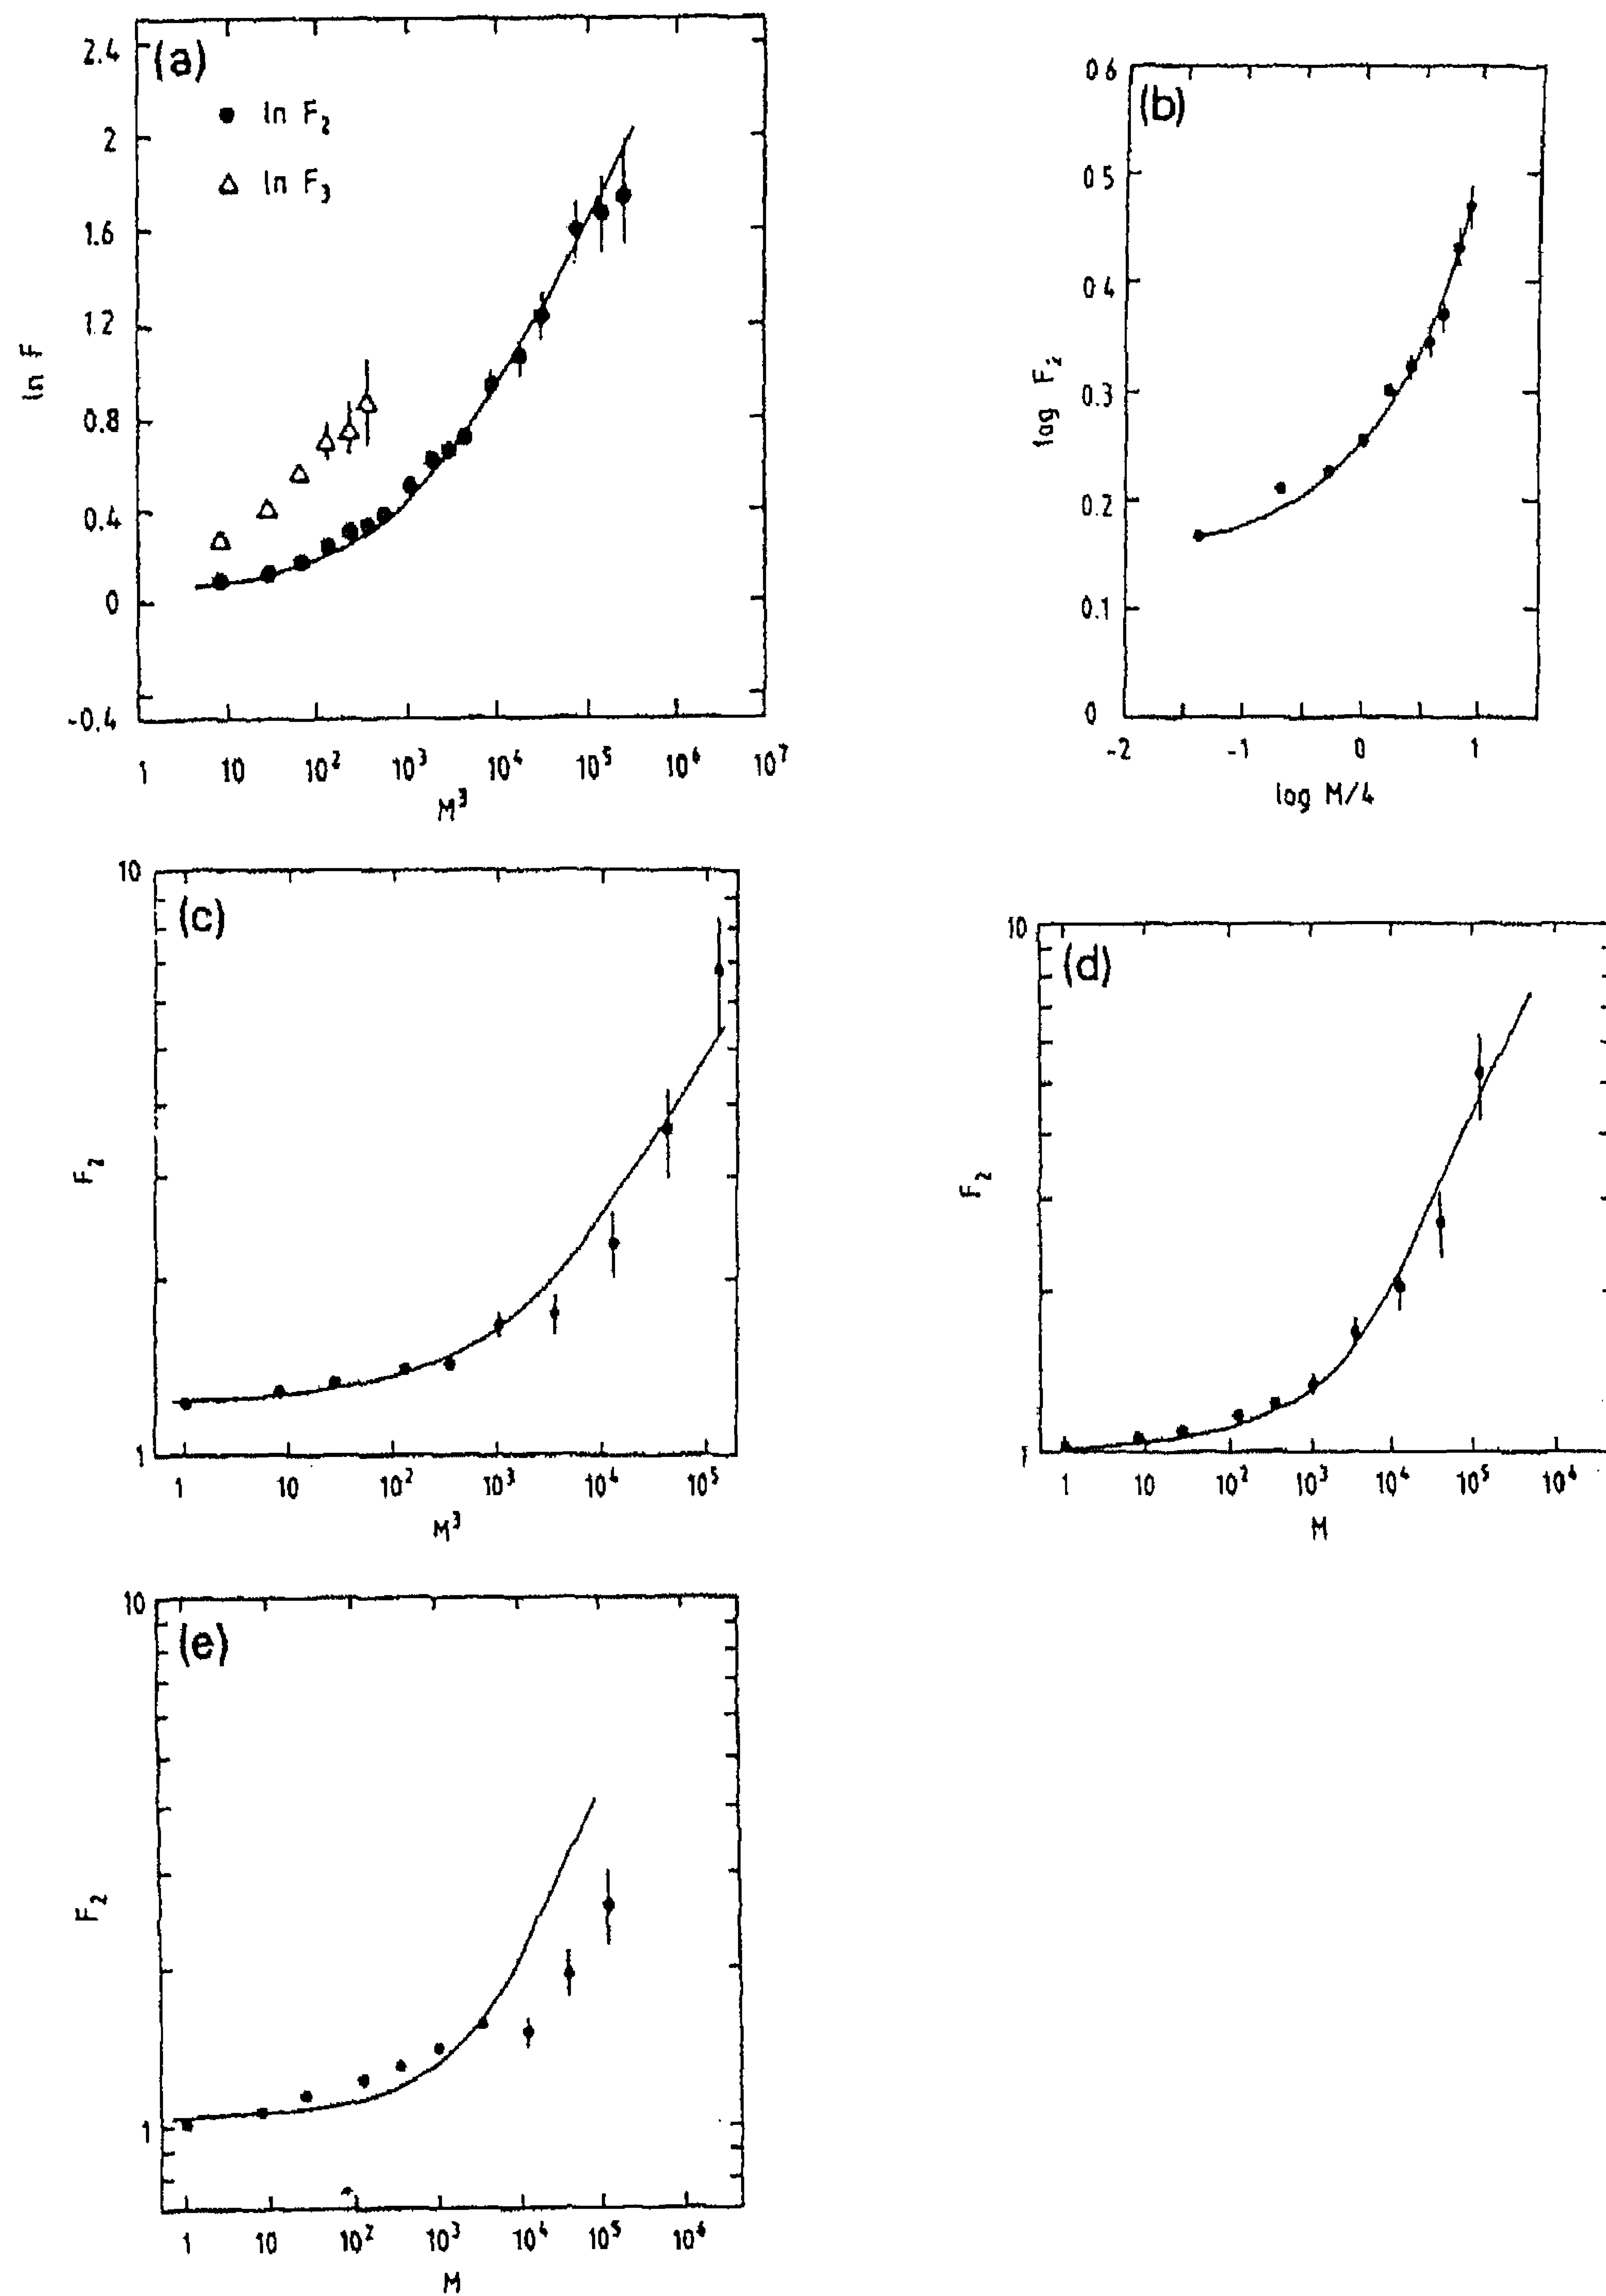 (a)
2.4
2
1.6
1.2
0.8
0.4
0
-0.4
ln F
● ln F₂
△ ln F₃
1 10 10² 10³ 10⁴ 10⁵ 10⁶ 10⁷
M³
(b)
0 6
0 5
0 4
0.3
0.2
0.1
0
log F₂
-2 -1 0 1
log M/4
(c)
10
1
F₂
1 10 10² 10³ 10⁴ 10⁵
M³
(d)
10
1
F₂
1 10 10² 10³ 10⁴ 10⁵ 10⁶
M
(e)
10
1
F₂
1 10 10² 10³ 10⁴ 10⁵ 10⁶
M